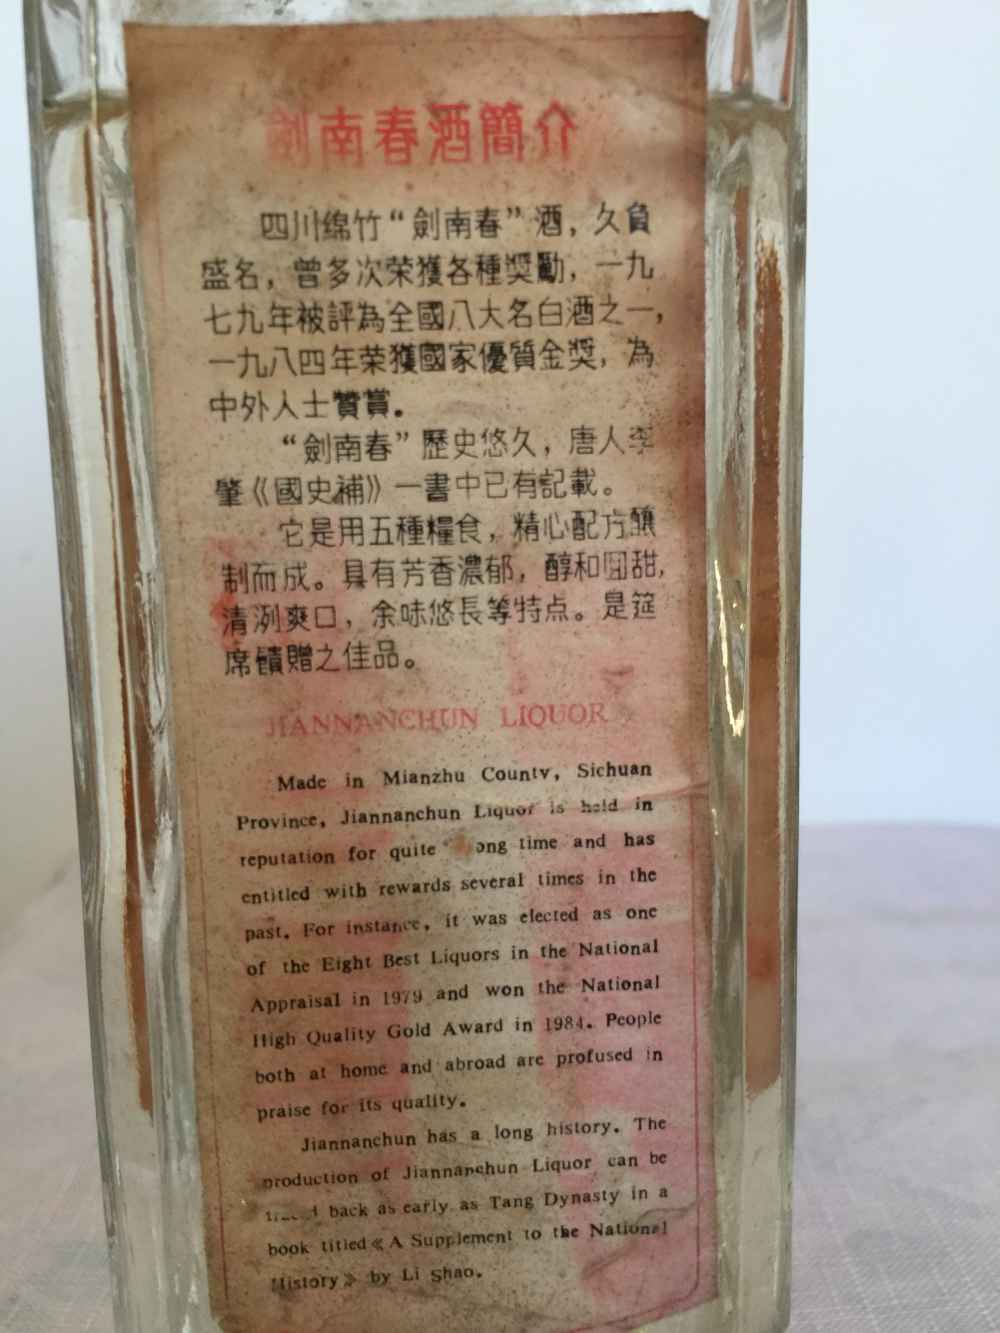 劍南春酒簡介
四川绵竹“劍南春”酒，久負
盛名，曾多次荣獲各種獎勵，一九
七九年被評為全國八大名白酒之一，
一九八四年荣獲國家優質金獎，為
中外人士贊賞。
“劍南春”歷史悠久，唐人李
肇《國史補》一書中已有記載。
它是用五種糧食，精心配方釀
制而成。具有芳香濃郁，醇和回甜，
清洌爽口，余味悠長等特点。是筵
席饋贈之佳品。
JIANNANCHUN LIQUOR
Made in Mianzhu County, Sichuan
Province, Jiannanchun Liquor is held in
reputation for quite ong time and has
entitled with rewards several times in the
past. For instance, it was elected as one
of the Eight Best Liquors in the National
Appraisal in 1979 and won the National
High Quality Gold Award in 1984. People
both at home and abroad are profused in
praise for its quality.
Jiannanchun has a long history. The
production of Jiannanchun Liquor can be
back as early as Tang Dynasty in a
book titled《A Supplement to the National
History》by Li Shao.